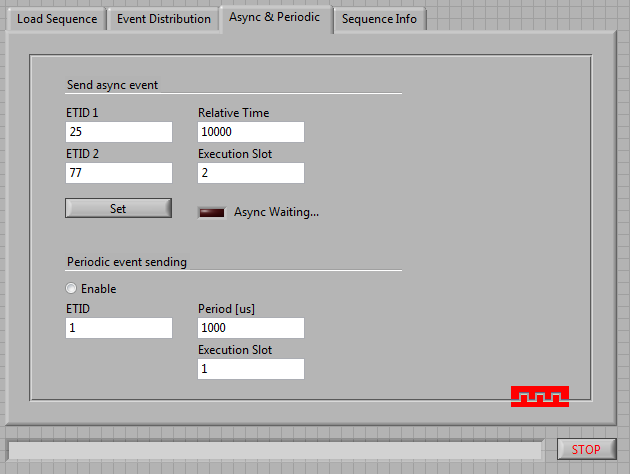 Load Sequence Event Distribution Async & Periodic Sequence Info
Send async event
ETID 1 Relative Time
25 10000
ETID 2 Execution Slot
77 2
Set Async Waiting...
Periodic event sending
Enable
ETID Period [us]
1 1000
Execution Slot
1
STOP